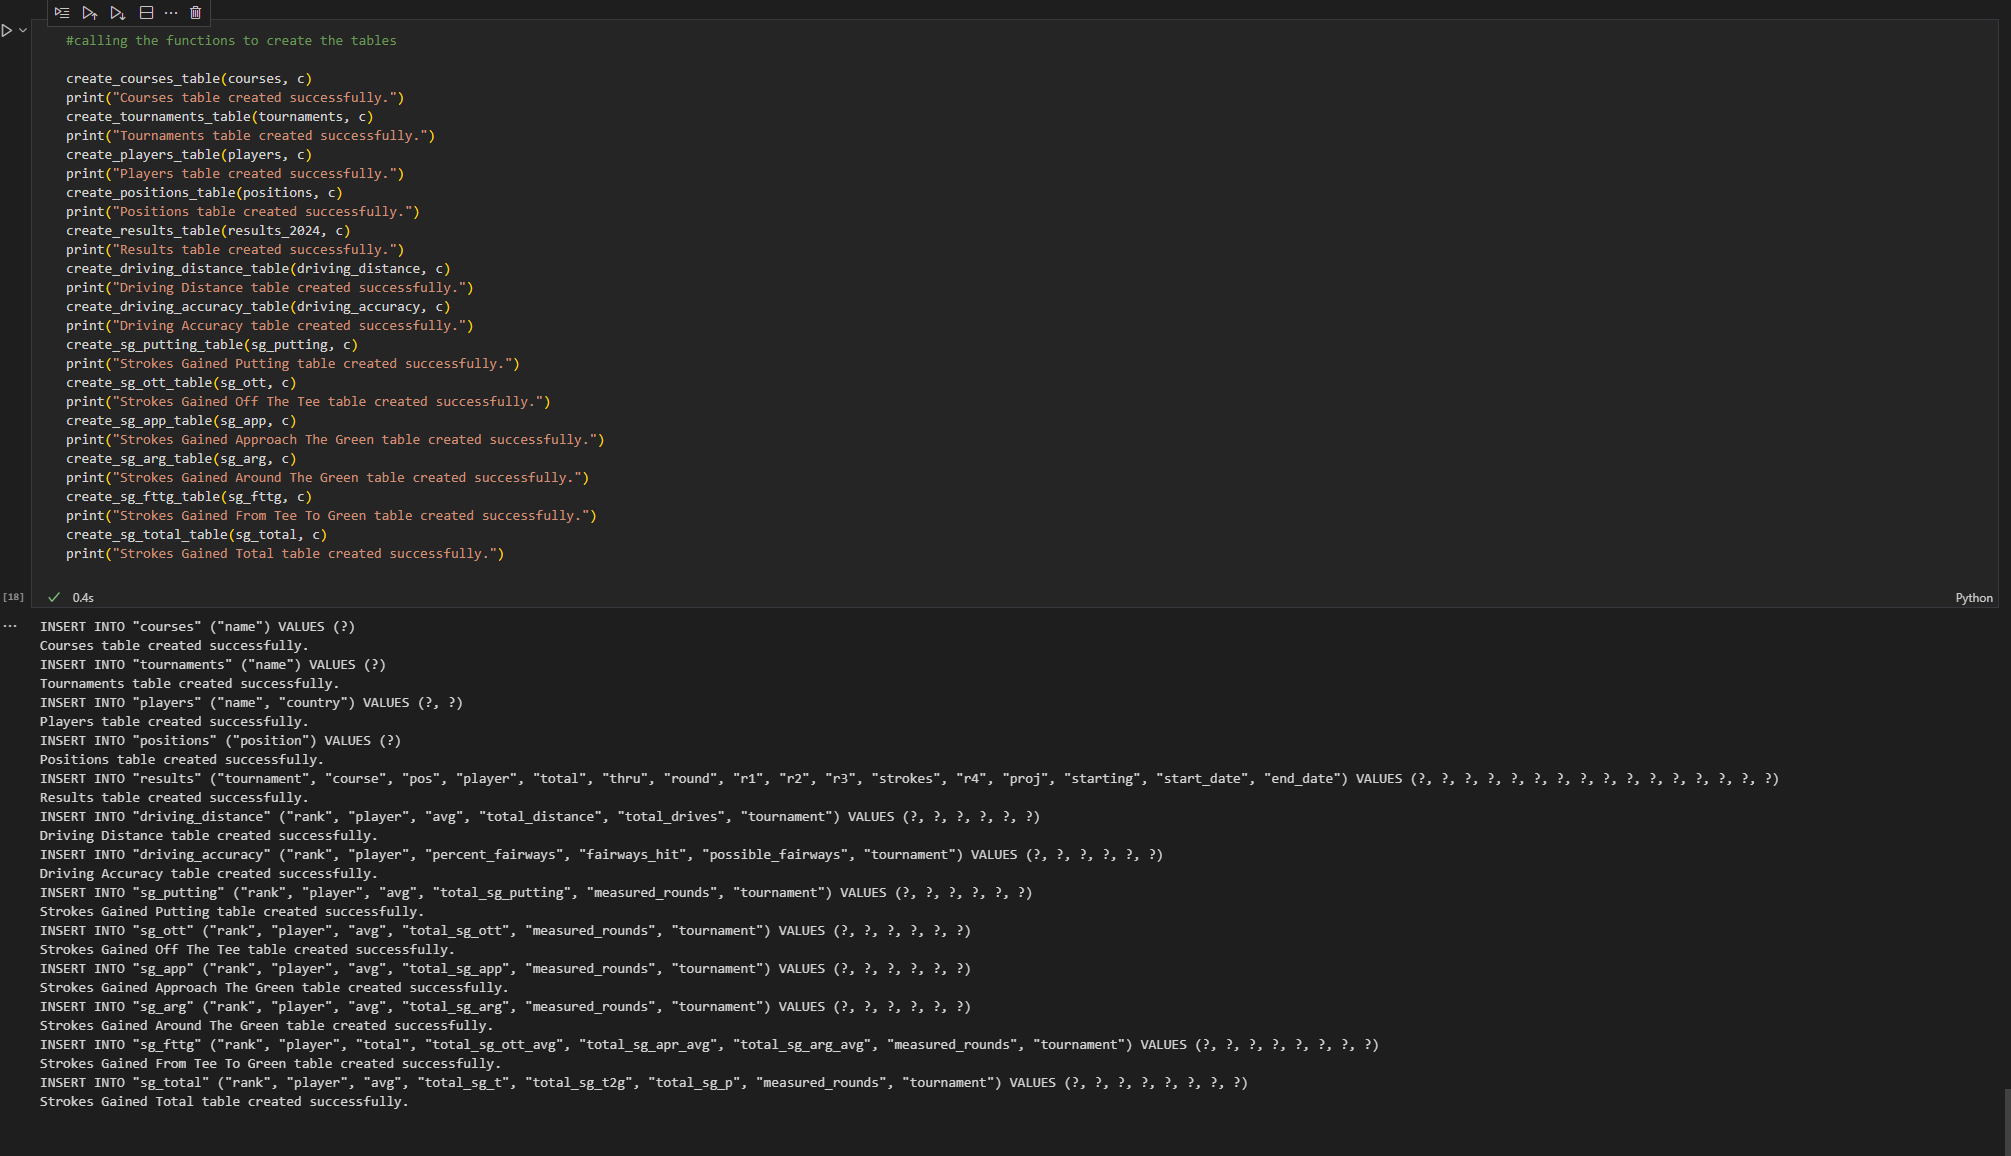 #calling the functions to create the tables
create_courses_table(courses, c)
print("Courses table created successfully.")
create_tournaments_table(tournaments, c)
print("Tournaments table created successfully.")
create_players_table(players, c)
print("Players table created successfully.")
create_positions_table(positions, c)
print("Positions table created successfully.")
create_results_table(results_2024, c)
print("Results table created successfully.")
create_driving_distance_table(driving_distance, c)
print("Driving Distance table created successfully.")
create_driving_accuracy_table(driving_accuracy, c)
print("Driving Accuracy table created successfully.")
create_sg_putting_table(sg_putting, c)
print("Strokes Gained Putting table created successfully.")
create_sg_ott_table(sg_ott, c)
print("Strokes Gained Off The Tee table created successfully.")
create_sg_app_table(sg_app, c)
print("Strokes Gained Approach The Green table created successfully.")
create_sg_arg_table(sg_arg, c)
print("Strokes Gained Around The Green table created successfully.")
create_sg_fttg_table(sg_fttg, c)
print("Strokes Gained From Tee To Green table created successfully.")
create_sg_total_table(sg_total, c)
print("Strokes Gained Total table created successfully.")
[18] 0.4s Python
INSERT INTO "courses" ("name") VALUES (?)
Courses table created successfully.
INSERT INTO "tournaments" ("name") VALUES (?)
Tournaments table created successfully.
INSERT INTO "players" ("name", "country") VALUES (?, ?)
Players table created successfully.
INSERT INTO "positions" ("position") VALUES (?)
Positions table created successfully.
INSERT INTO "results" ("tournament", "course", "pos", "player", "total", "thru", "round", "r1", "r2", "r3", "strokes", "r4", "proj", "starting", "start_date", "end_date") VALUES (?, ?, ?, ?, ?, ?, ?, ?, ?, ?, ?, ?, ?, ?, ?, ?)
Results table created successfully.
INSERT INTO "driving_distance" ("rank", "player", "avg", "total_distance", "total_drives", "tournament") VALUES (?, ?, ?, ?, ?, ?)
Driving Distance table created successfully.
INSERT INTO "driving_accuracy" ("rank", "player", "percent_fairways", "fairways_hit", "possible_fairways", "tournament") VALUES (?, ?, ?, ?, ?, ?)
Driving Accuracy table created successfully.
INSERT INTO "sg_putting" ("rank", "player", "avg", "total_sg_putting", "measured_rounds", "tournament") VALUES (?, ?, ?, ?, ?, ?)
Strokes Gained Putting table created successfully.
INSERT INTO "sg_ott" ("rank", "player", "avg", "total_sg_ott", "measured_rounds", "tournament") VALUES (?, ?, ?, ?, ?, ?)
Strokes Gained Off The Tee table created successfully.
INSERT INTO "sg_app" ("rank", "player", "avg", "total_sg_app", "measured_rounds", "tournament") VALUES (?, ?, ?, ?, ?, ?)
Strokes Gained Approach The Green table created successfully.
INSERT INTO "sg_arg" ("rank", "player", "avg", "total_sg_arg", "measured_rounds", "tournament") VALUES (?, ?, ?, ?, ?, ?)
Strokes Gained Around The Green table created successfully.
INSERT INTO "sg_fttg" ("rank", "player", "total", "total_sg_ott_avg", "total_sg_apr_avg", "total_sg_arg_avg", "measured_rounds", "tournament") VALUES (?, ?, ?, ?, ?, ?, ?, ?)
Strokes Gained From Tee To Green table created successfully.
INSERT INTO "sg_total" ("rank", "player", "avg", "total_sg_t", "total_sg_t2g", "total_sg_p", "measured_rounds", "tournament") VALUES (?, ?, ?, ?, ?, ?, ?, ?)
Strokes Gained Total table created successfully.